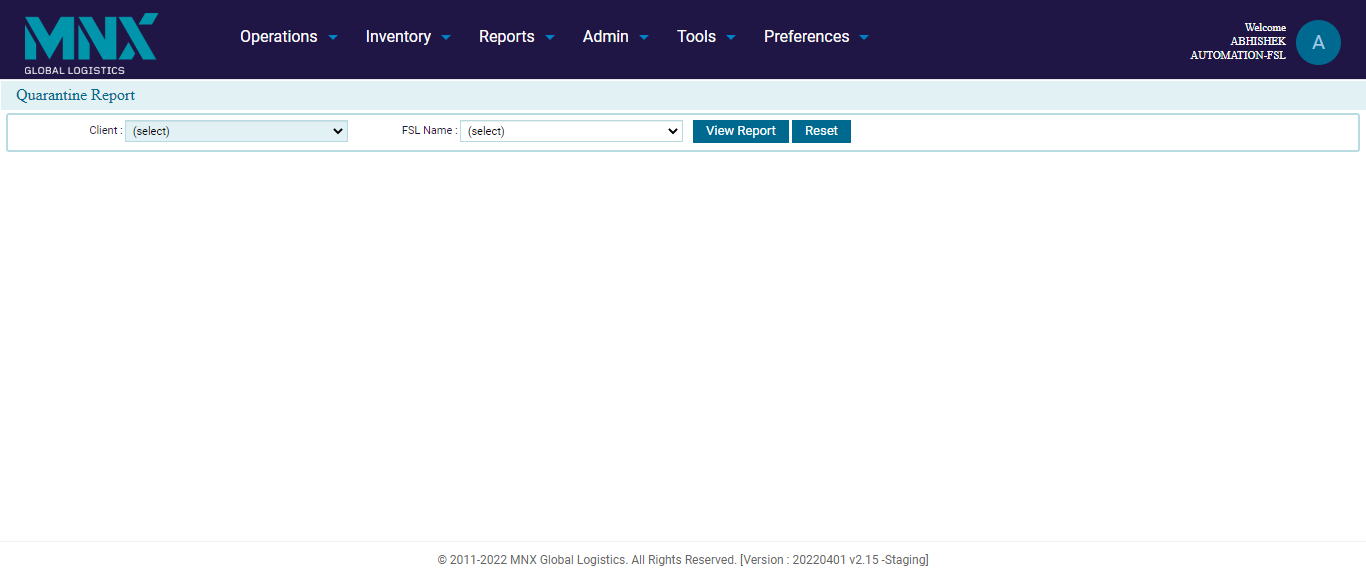 MNX
GLOBAL LOGISTICS
Operations Inventory Reports Admin Tools Preferences
Welcome
ABHISHEK
AUTOMATION-FSL
A
Quarantine Report
Client : (select) FSL Name : (select) View Report Reset
© 2011-2022 MNX Global Logistics. All Rights Reserved. [Version : 20220401 v2.15 -Staging]